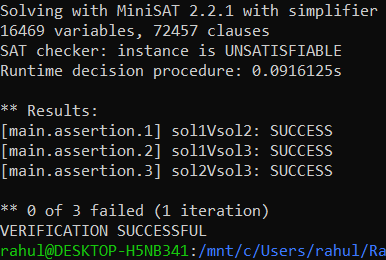 Solving with MiniSAT 2.2.1 with simplifier
16469 variables, 72457 clauses
SAT checker: instance is UNSATISFIABLE
Runtime decision procedure: 0.0916125s
** Results:
[main.assertion.1] sol1Vsol2: SUCCESS
[main.assertion.2] sol1Vsol3: SUCCESS
[main.assertion.3] sol2Vsol3: SUCCESS
** 0 of 3 failed (1 iteration)
VERIFICATION SUCCESSFUL
rahul@DESKTOP-H5NB341:/mnt/c/Users/rahul/Ra